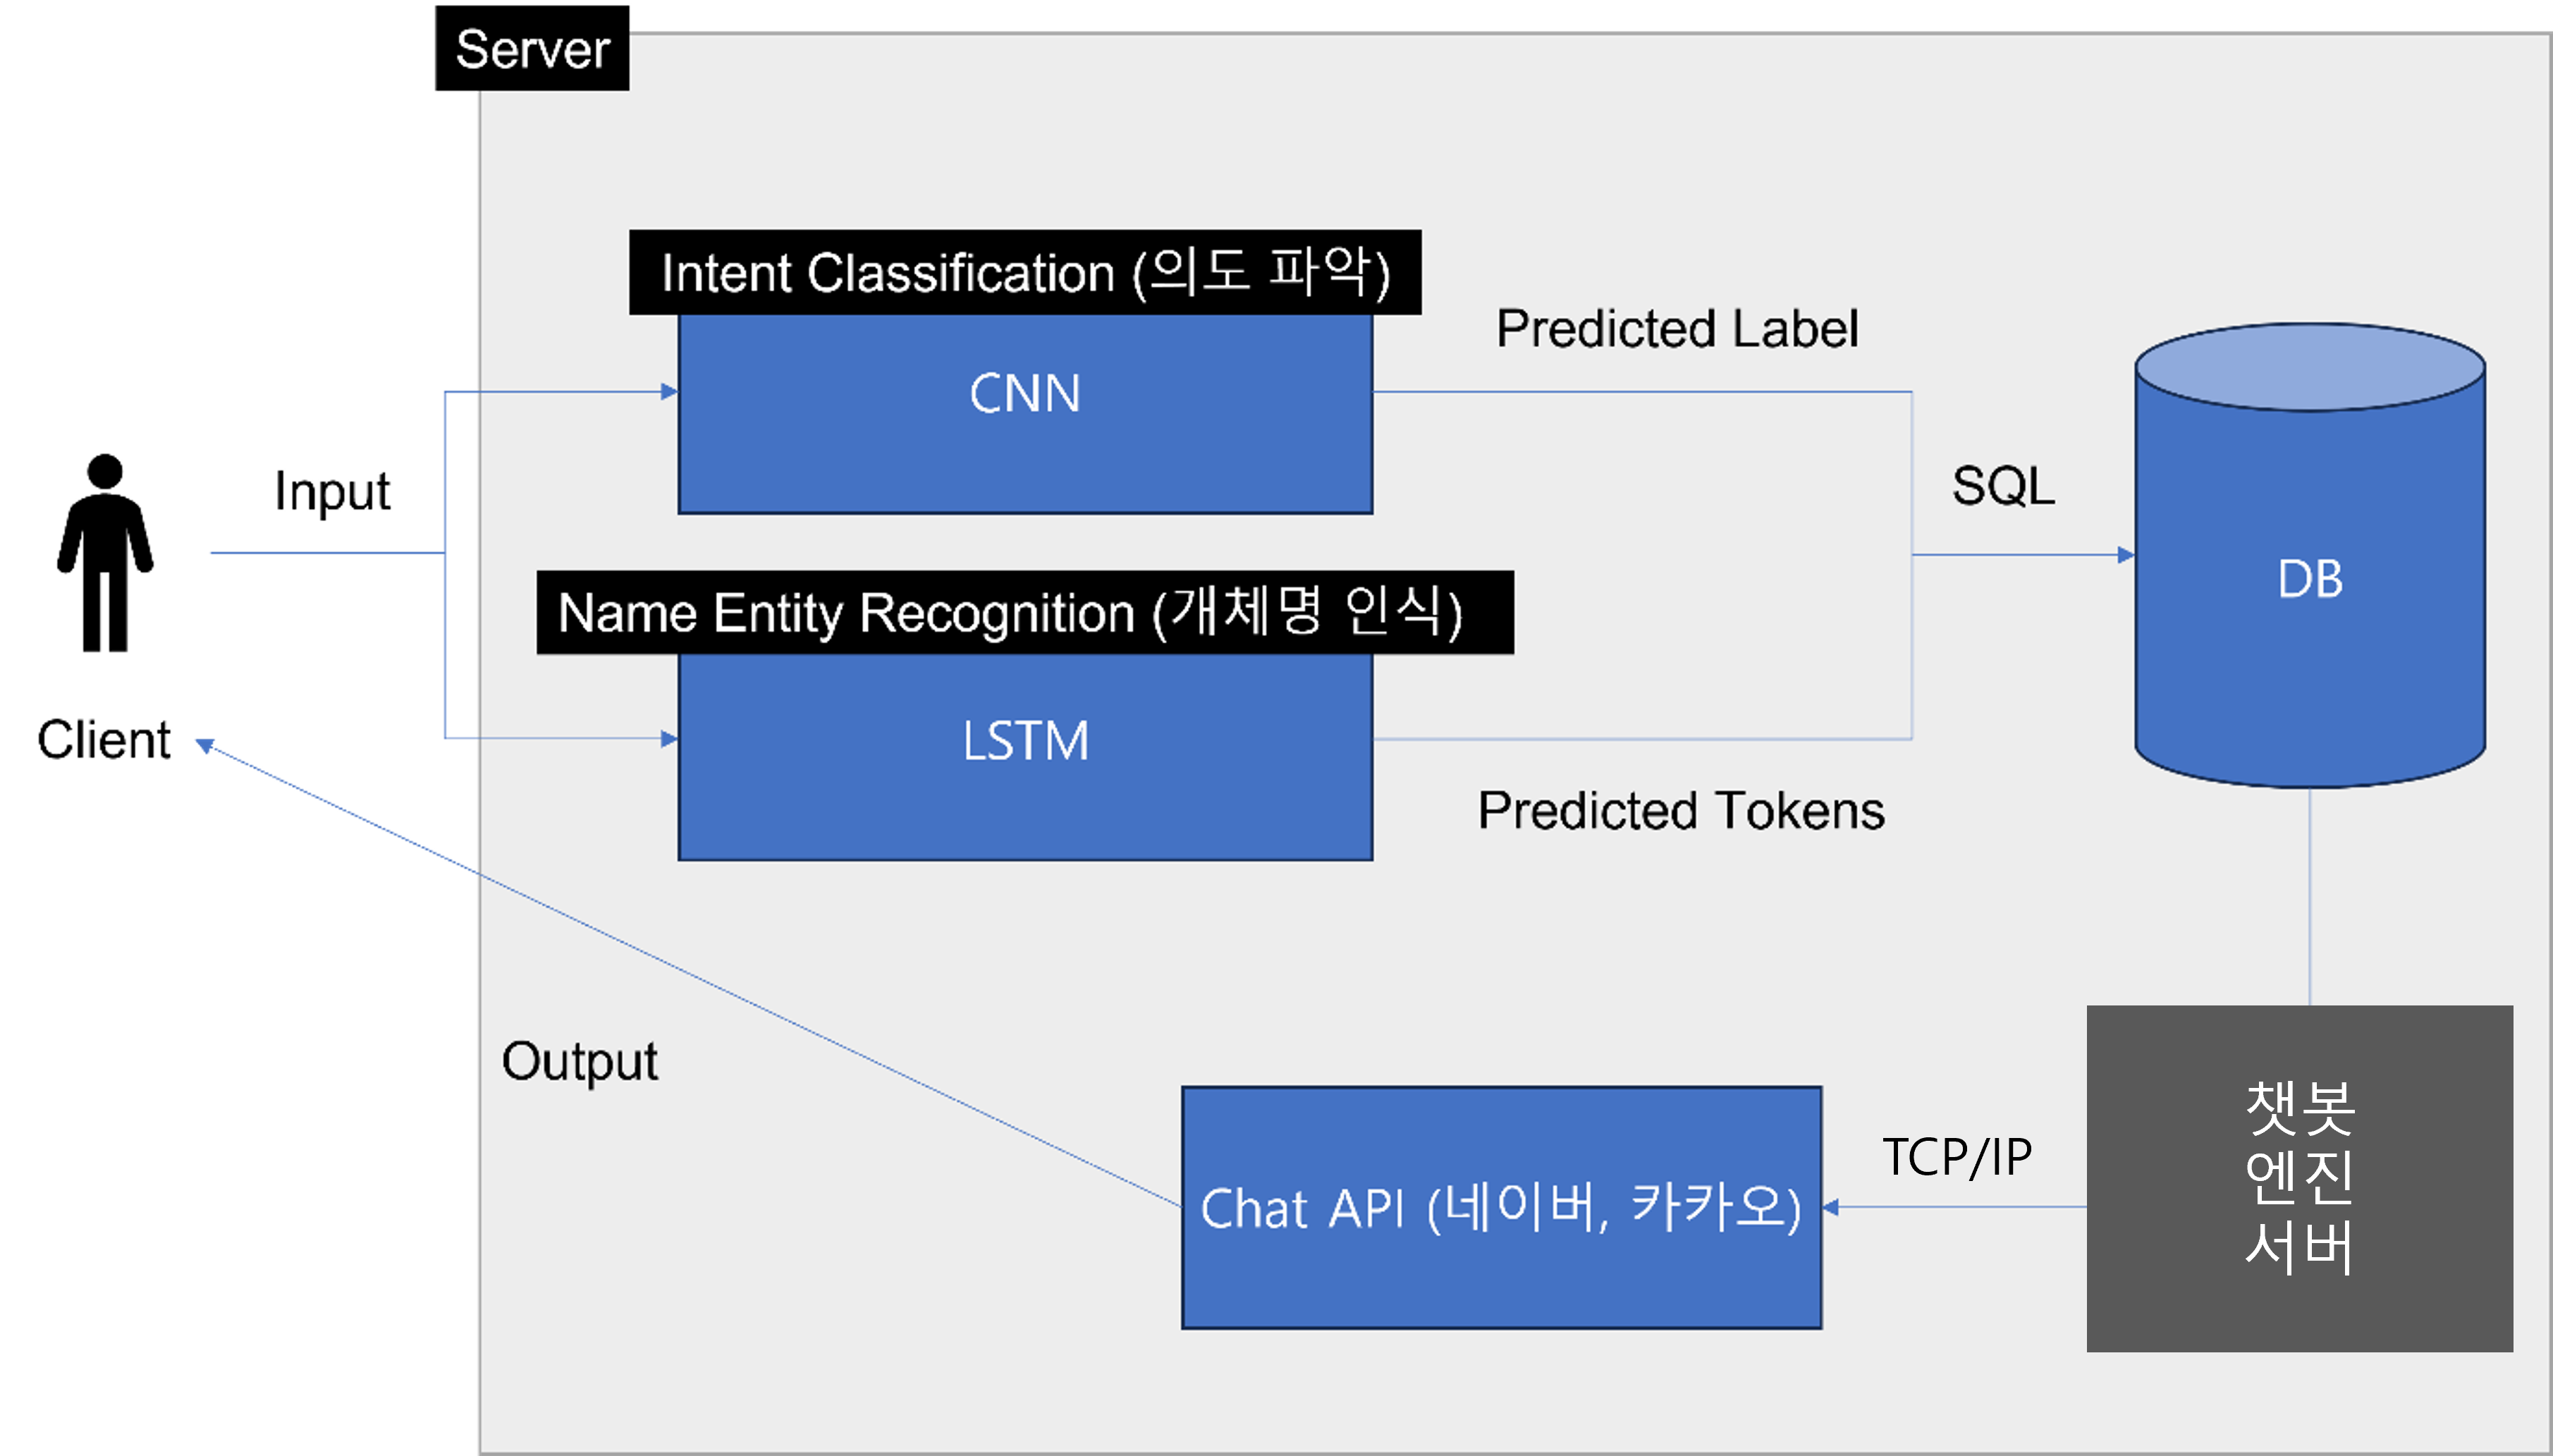 Server
Intent Classification (의도 파악)
CNN
Predicted Label
Input
SQL
DB
Name Entity Recognition (개체명 인식)
LSTM
Client
Predicted Tokens
Output
Chat API (네이버, 카카오)
TCP/IP
챗봇
엔진
서버